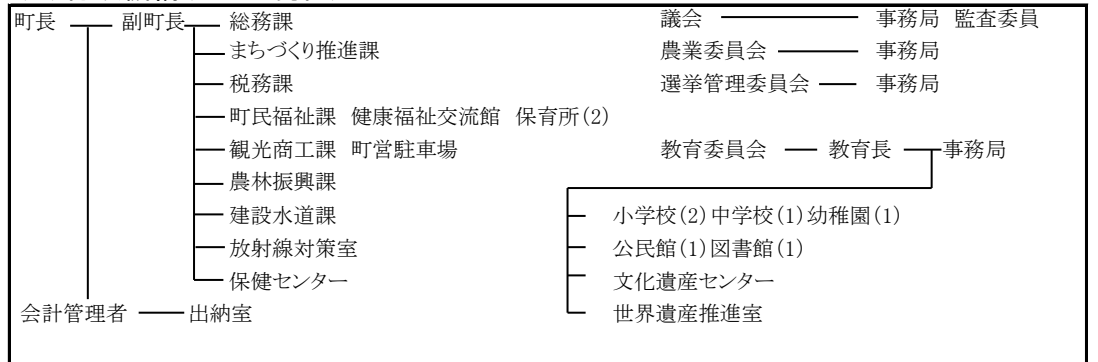 町長 副町長 総務課
まちづくり推進課
税務課
町民福祉課 健康福祉交流館 保育所(2)
観光商工課 町営駐車場
農林振興課
建設水道課
放射線対策室
保健センター
会計管理者 出納室
議会 事務局 監査委員
農業委員会 事務局
選挙管理委員会 事務局
教育委員会 教育長 事務局
小学校(2)中学校(1)幼稚園(1)
公民館(1)図書館(1)
文化遺産センター
世界遺産推進室